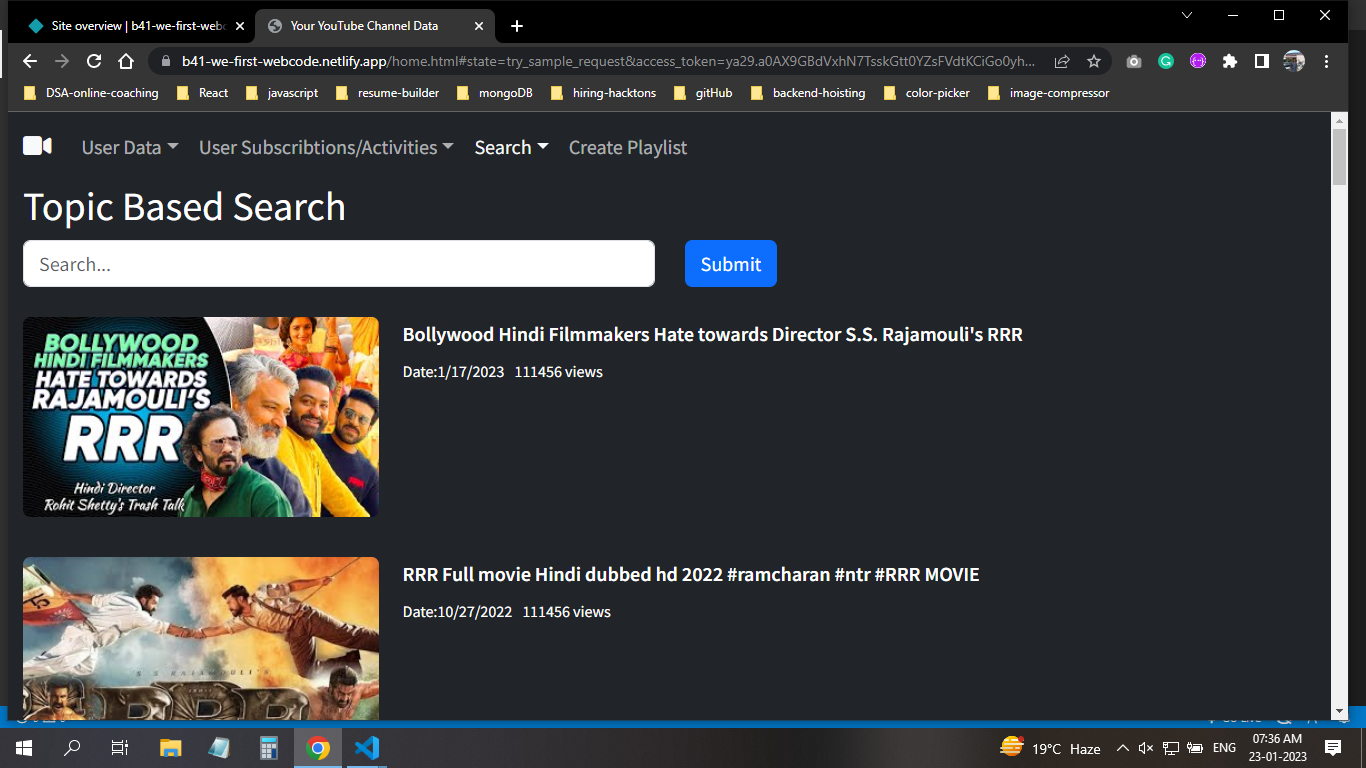 Site overview | b41-we-first-webc
Your YouTube Channel Data
b41-we-first-webcode.netlify.app/home.html#state=try_sample_request&access_token=ya29.a0AX9GBdVxhN7TsskGtt0YZsFVdtKCiGo0yh...
DSA-online-coaching React javascript resume-builder mongoDB hiring-hacktons gitHub backend-hoisting color-picker image-compressor
User Data User Subscribtions/Activities Search Create Playlist
Topic Based Search
Search...
Submit
BOLLYWOOD
HINDI FILMMAKERS
HATE TOWARDS
RAJAMOULI'S
RRR
Hindi Director
Rohit Shetty's Trash Talk
Bollywood Hindi Filmmakers Hate towards Director S.S. Rajamouli's RRR
Date:1/17/2023 111456 views
S S RAJAMOULI'S
RRR
RRR Full movie Hindi dubbed hd 2022 #ramcharan #ntr #RRR MOVIE
Date:10/27/2022 111456 views
19°C Haze
ENG
07:36 AM
23-01-2023